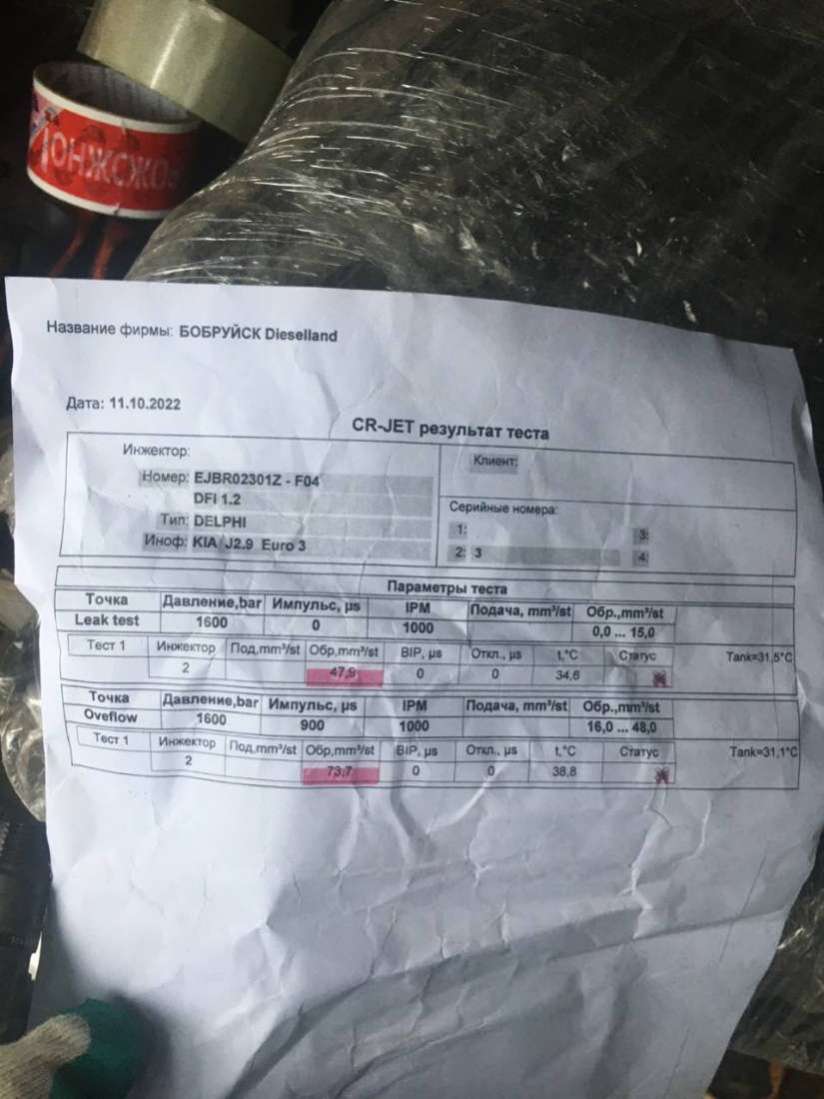 Название фирмы: БОБРУЙСК Dieselland
Дата: 11.10.2022
CR-JET результат теста
Инжектор:
Номер: EJBR02301Z - F04
DFI 1.2
Тип: DELPHI
Иноф: KIA J2.9 Euro 3
Клиент:
Серийные номера:
1: 3:
2: 3 4:
Параметры теста
Точка Давление,bar Импульс, µs IPM Подача, mm³/st Обр.,mm³/st
Leak test 1600 0 1000 0,0 ... 15,0
Тест 1 Инжектор Под,mm³/st Обр,mm³/st BIP, µs Откл., µs t,°C Статус Tank=31,5°C
2 47,9 0 0 34,6
Точка Давление,bar Импульс, µs IPM Подача, mm³/st Обр.,mm³/st
Oveflow 1600 900 1000 16,0 ... 48,0
Тест 1 Инжектор Под,mm³/st Обр,mm³/st BIP, µs Откл., µs t,°C Статус Tank=31,1°C
2 73,7 0 0 38,8